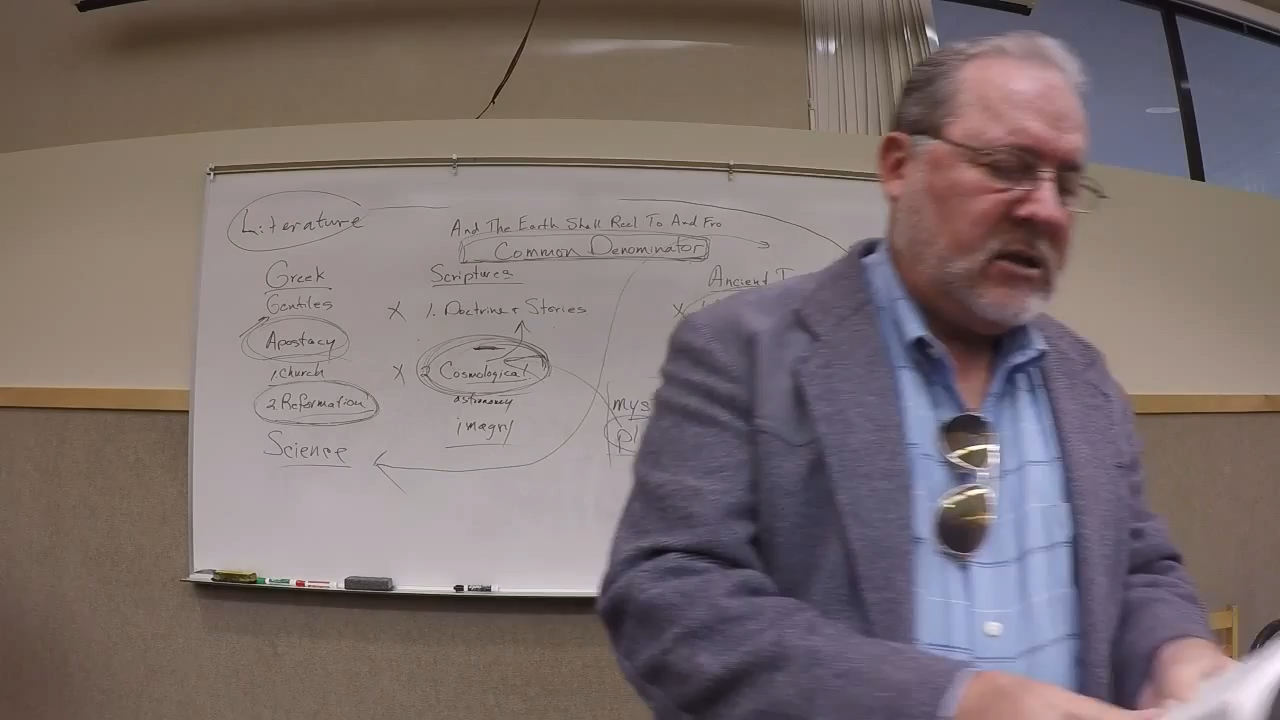 Literature
And The Earth Shall Reel To And Fro
Common Denominator
Greek
Gentiles
Apostacy
1, church
2 Reformation
Science
Scriptures
X 1. Doctrine & Stories
X 2 Cosmological
astronomy
imagry
Ancient
X